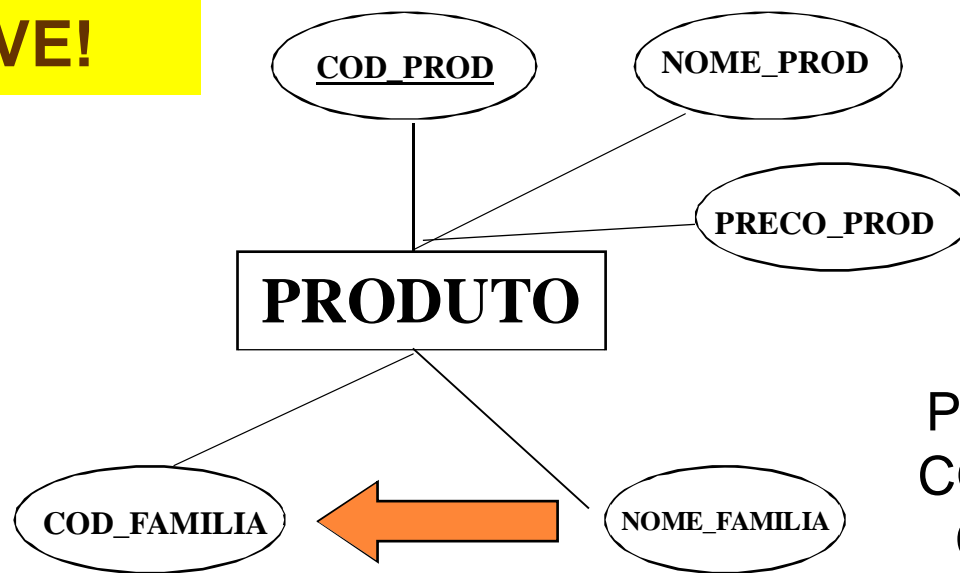 VE!
COD_PROD
NOME_PROD
PRECO_PROD
PRODUTO
COD_FAMILIA
NOME_FAMILIA